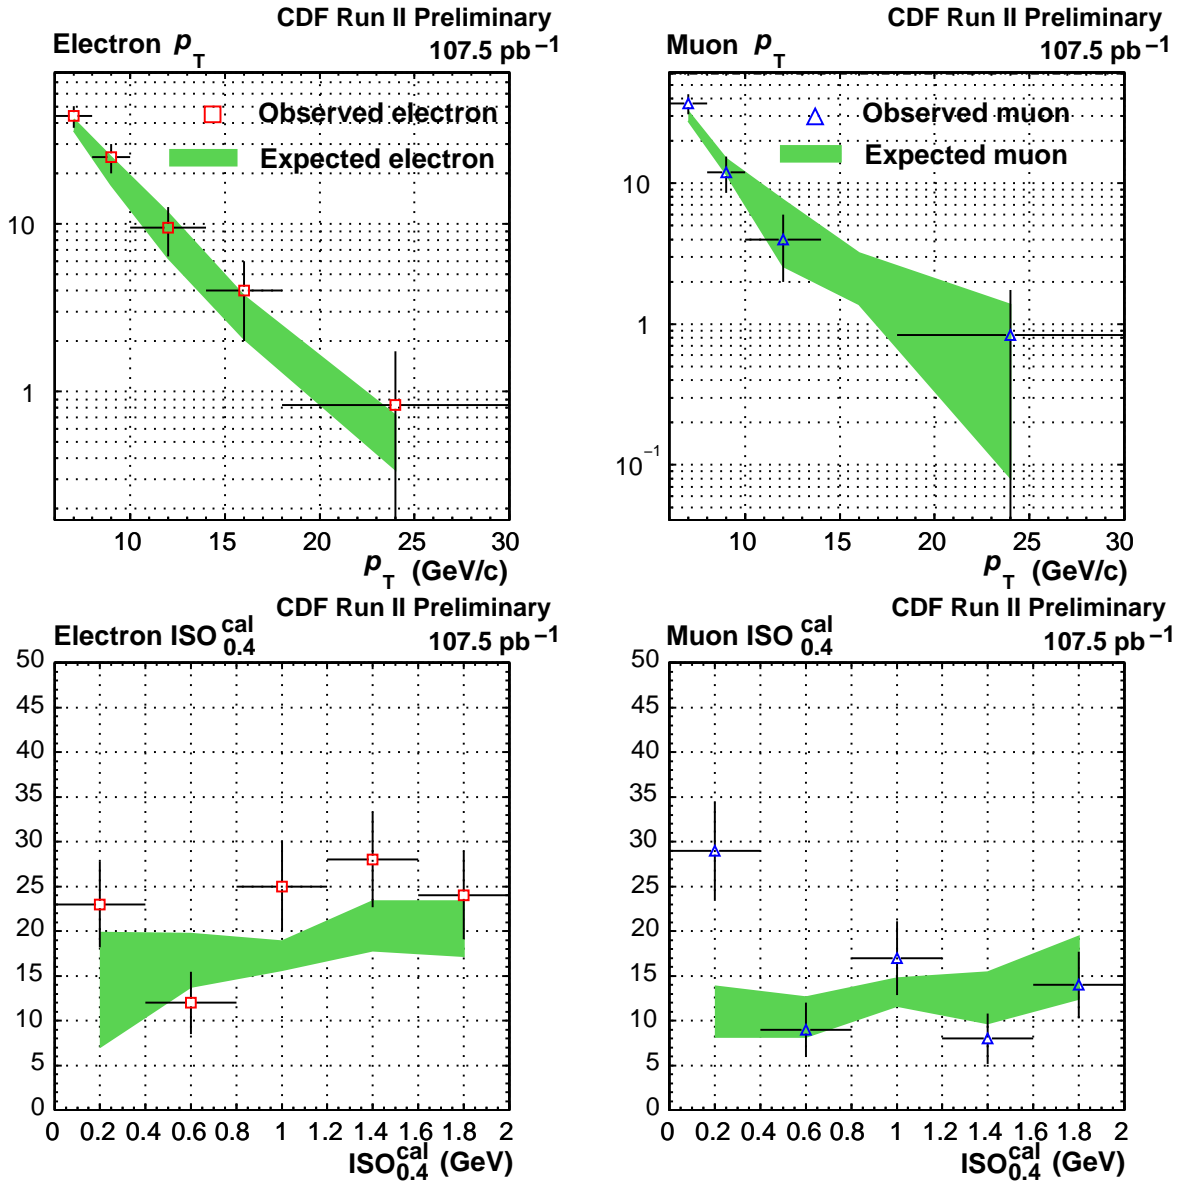 CDF Run II Preliminary
Electron p_T
107.5 pb⁻¹
Observed electron
Expected electron
10
1
10 15 20 25 30
p_T (GeV/c)
CDF Run II Preliminary
Muon p_T
107.5 pb⁻¹
Observed muon
Expected muon
10
1
10⁻¹
10 15 20 25 30
p_T (GeV/c)
CDF Run II Preliminary
Electron ISO^cal_0.4
107.5 pb⁻¹
50
45
40
35
30
25
20
15
10
5
0
0 0.2 0.4 0.6 0.8 1 1.2 1.4 1.6 1.8 2
ISO^cal_0.4 (GeV)
CDF Run II Preliminary
Muon ISO^cal_0.4
107.5 pb⁻¹
50
45
40
35
30
25
20
15
10
5
0
0 0.2 0.4 0.6 0.8 1 1.2 1.4 1.6 1.8 2
ISO^cal_0.4 (GeV)